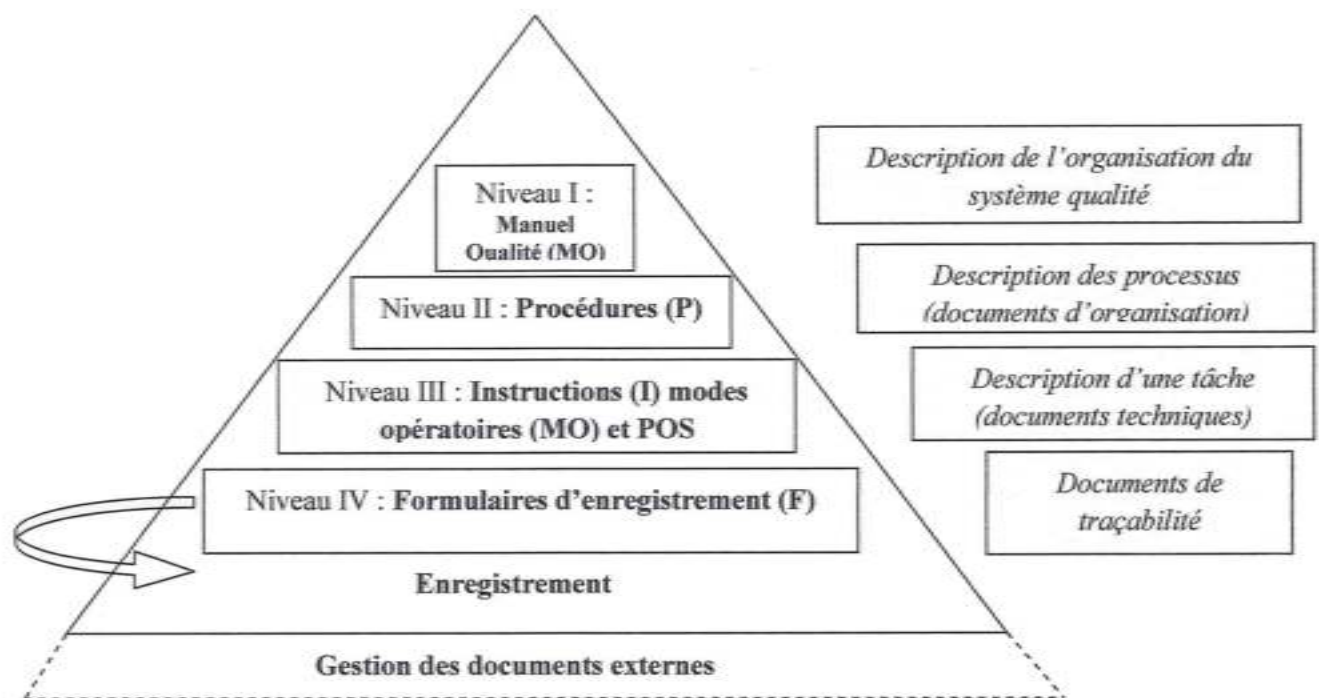 Niveau I :
Manuel
Qualité (MQ)
Description de l'organisation du
système qualité
Niveau II : Procédures (P)
Description des processus
(documents d'organisation)
Niveau III : Instructions (I) modes
opératoires (MO) et POS
Description d'une tâche
(documents techniques)
Niveau IV : Formulaires d'enregistrement (F)
Documents de
traçabilité
Enregistrement
Gestion des documents externes